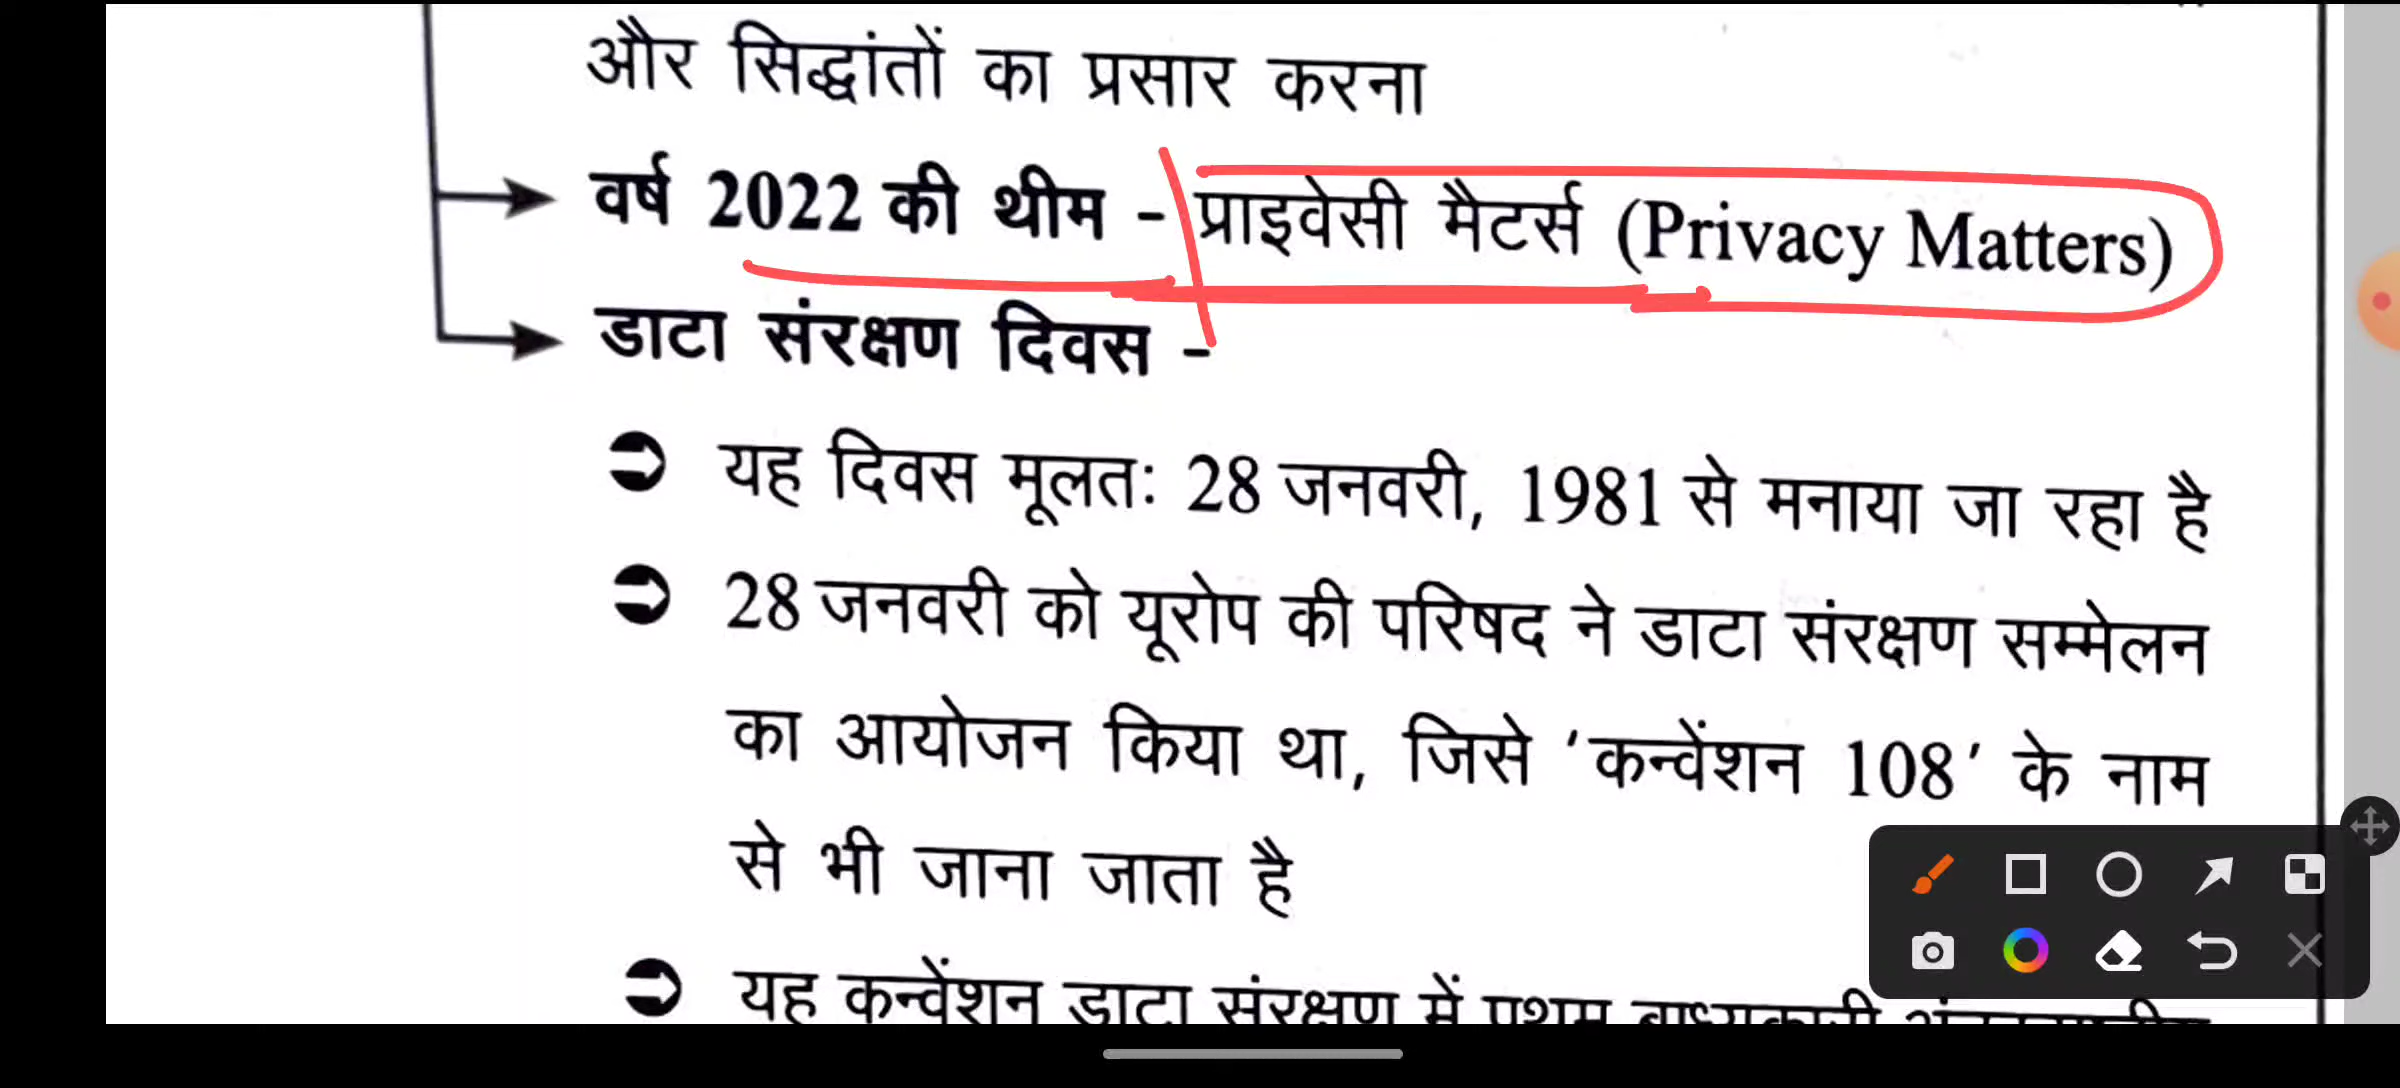 और सिद्धांतों का प्रसार करना
वर्ष 2022 की थीम - प्राइवेसी मैटर्स (Privacy Matters)
डाटा संरक्षण दिवस -
यह दिवस मूलतः 28 जनवरी, 1981 से मनाया जा रहा है
28 जनवरी को यूरोप की परिषद ने डाटा संरक्षण सम्मेलन
का आयोजन किया था, जिसे ‘कन्वेंशन 108’ के नाम
से भी जाना जाता है
यह कन्वेंशन डाटा संरक्षण में प्रथम बाध्यकारी